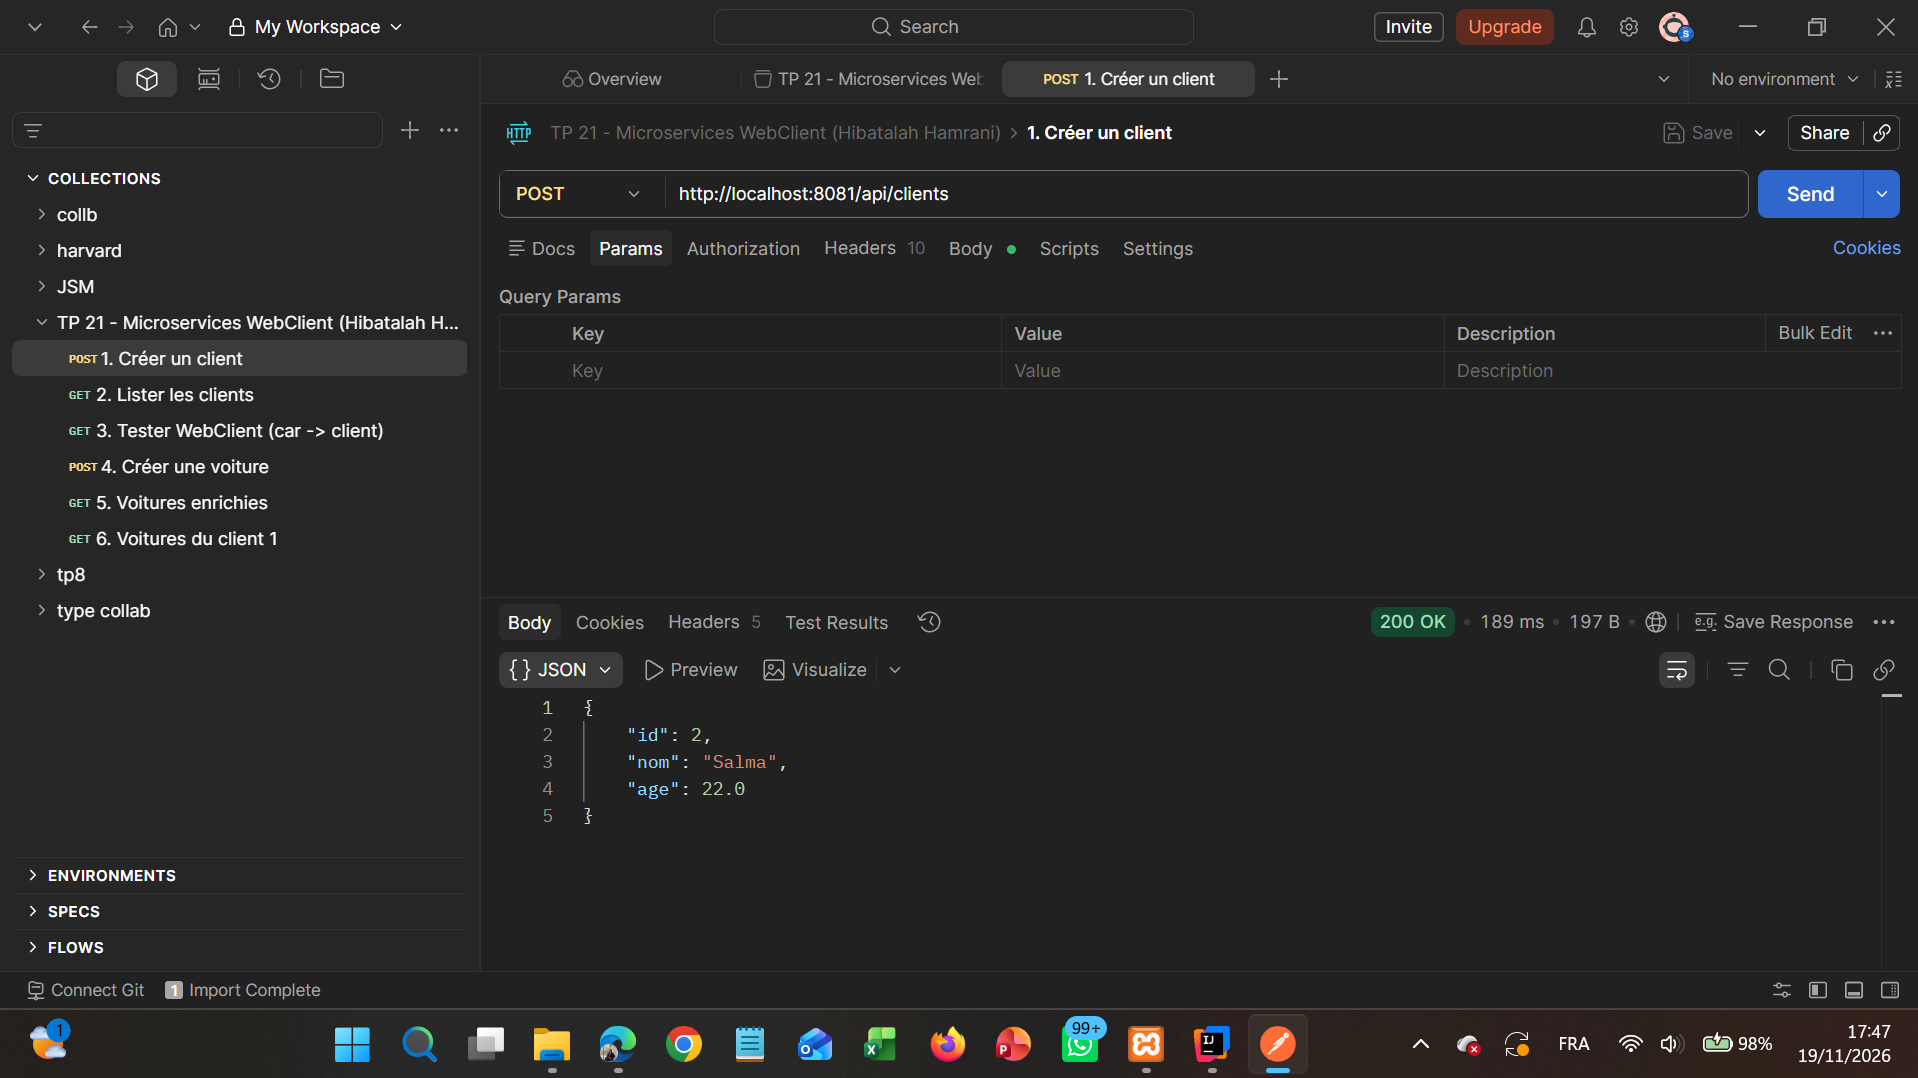 My Workspace
Search
Invite
Upgrade
Overview
TP 21 - Microservices Web
POST 1. Créer un client
No environment
HTTP
TP 21 - Microservices WebClient (Hibatalah Hamrani) > 1. Créer un client
Save
Share
COLLECTIONS
collb
harvard
JSM
TP 21 - Microservices WebClient (Hibatalah H...
POST 1. Créer un client
GET 2. Lister les clients
GET 3. Tester WebClient (car -> client)
POST 4. Créer une voiture
GET 5. Voitures enrichies
GET 6. Voitures du client 1
tp8
type collab
ENVIRONMENTS
SPECS
FLOWS
POST
http://localhost:8081/api/clients
Send
Docs
Params
Authorization
Headers 10
Body
Scripts
Settings
Cookies
Query Params
Key
Value
Description
Bulk Edit
Key
Value
Description
Body
Cookies
Headers 5
Test Results
200 OK
189 ms
197 B
e.g. Save Response
{} JSON
Preview
Visualize
1 {
2 "id": 2,
3 "nom": "Salma",
4 "age": 22.0
5 }
Connect Git
1 Import Complete
1
99+
FRA
98%
17:47
19/11/2026